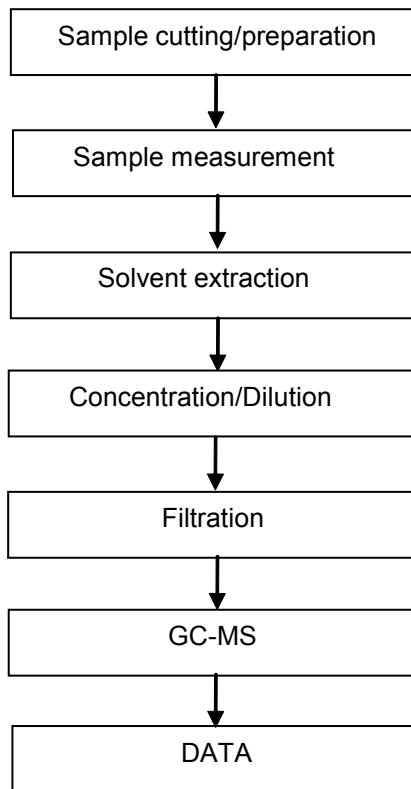 Sample cutting/preparation
Sample measurement
Solvent extraction
Concentration/Dilution
Filtration
GC-MS
DATA